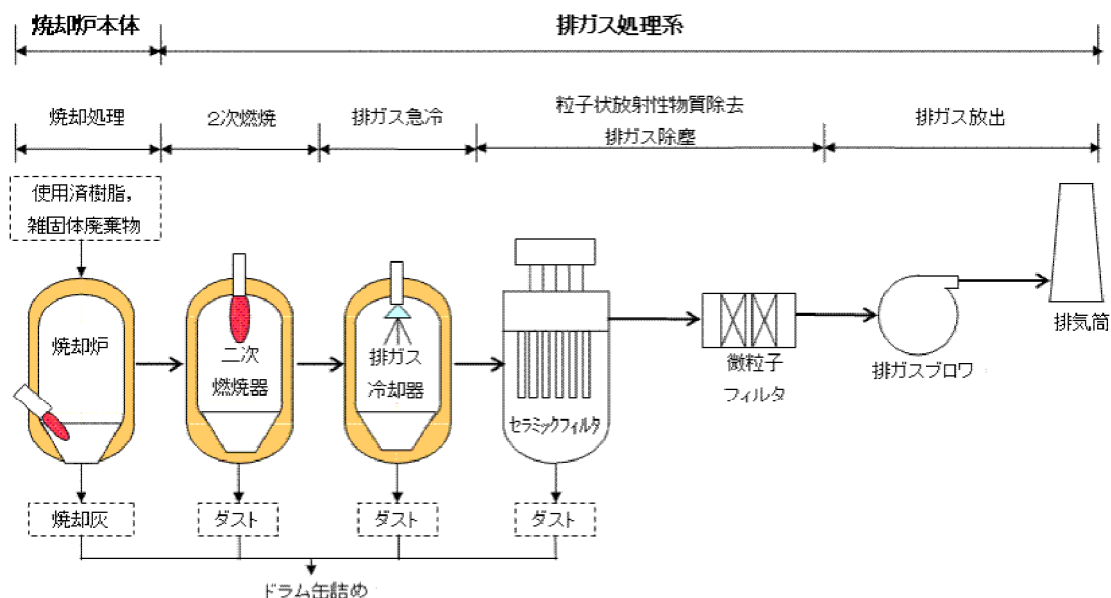 焼却炉本体
排ガス処理系
焼却処理
2次燃焼
排ガス急冷
粒子状放射性物質除去
排ガス除塵
排ガス放出
使用済樹脂,
雑固体廃棄物
焼却炉
二次
燃焼器
排ガス
冷却器
セラミックフィルタ
微粒子
フィルタ
排ガスブロワ
排気筒
焼却灰
ダスト
ダスト
ダスト
ドラム缶詰め